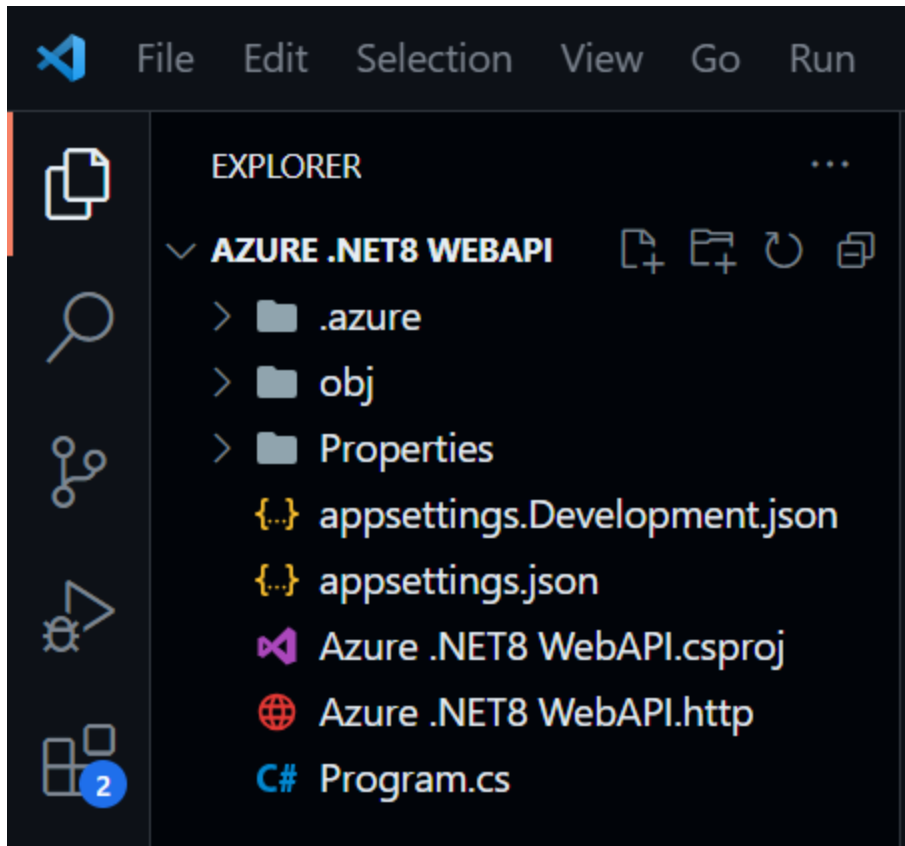 File Edit Selection View Go Run
EXPLORER
AZURE .NET8 WEBAPI
.azure
obj
Properties
{...} appsettings.Development.json
{...} appsettings.json
Azure .NET8 WebAPI.csproj
Azure .NET8 WebAPI.http
C# Program.cs
2